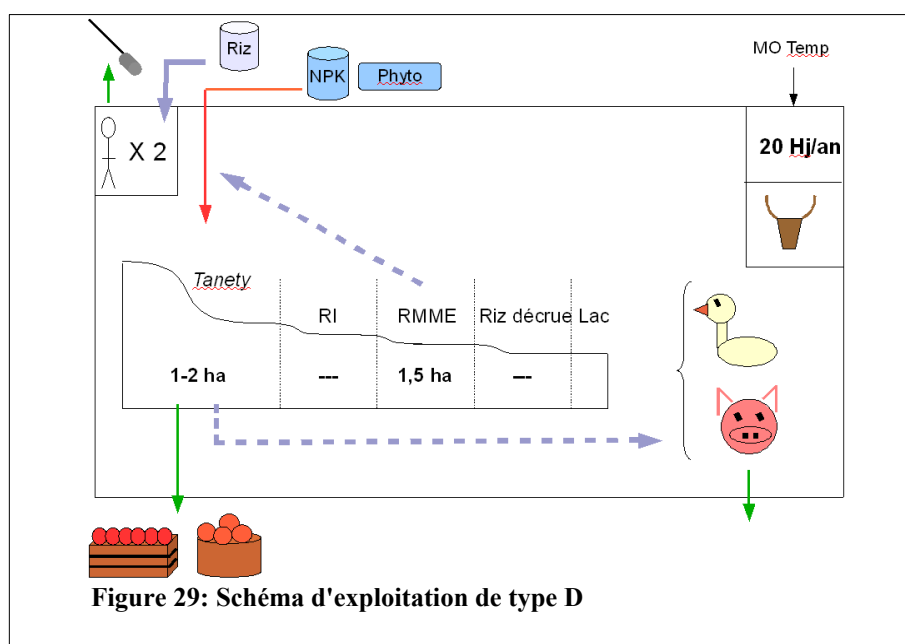 Riz
MO Temp
NPK
Phyto
X 2
20 Hj/an
Tanety
RI
RMME
Riz décrue
Lac
1-2 ha
---
1,5 ha
---
Figure 29: Schéma d'exploitation de type D